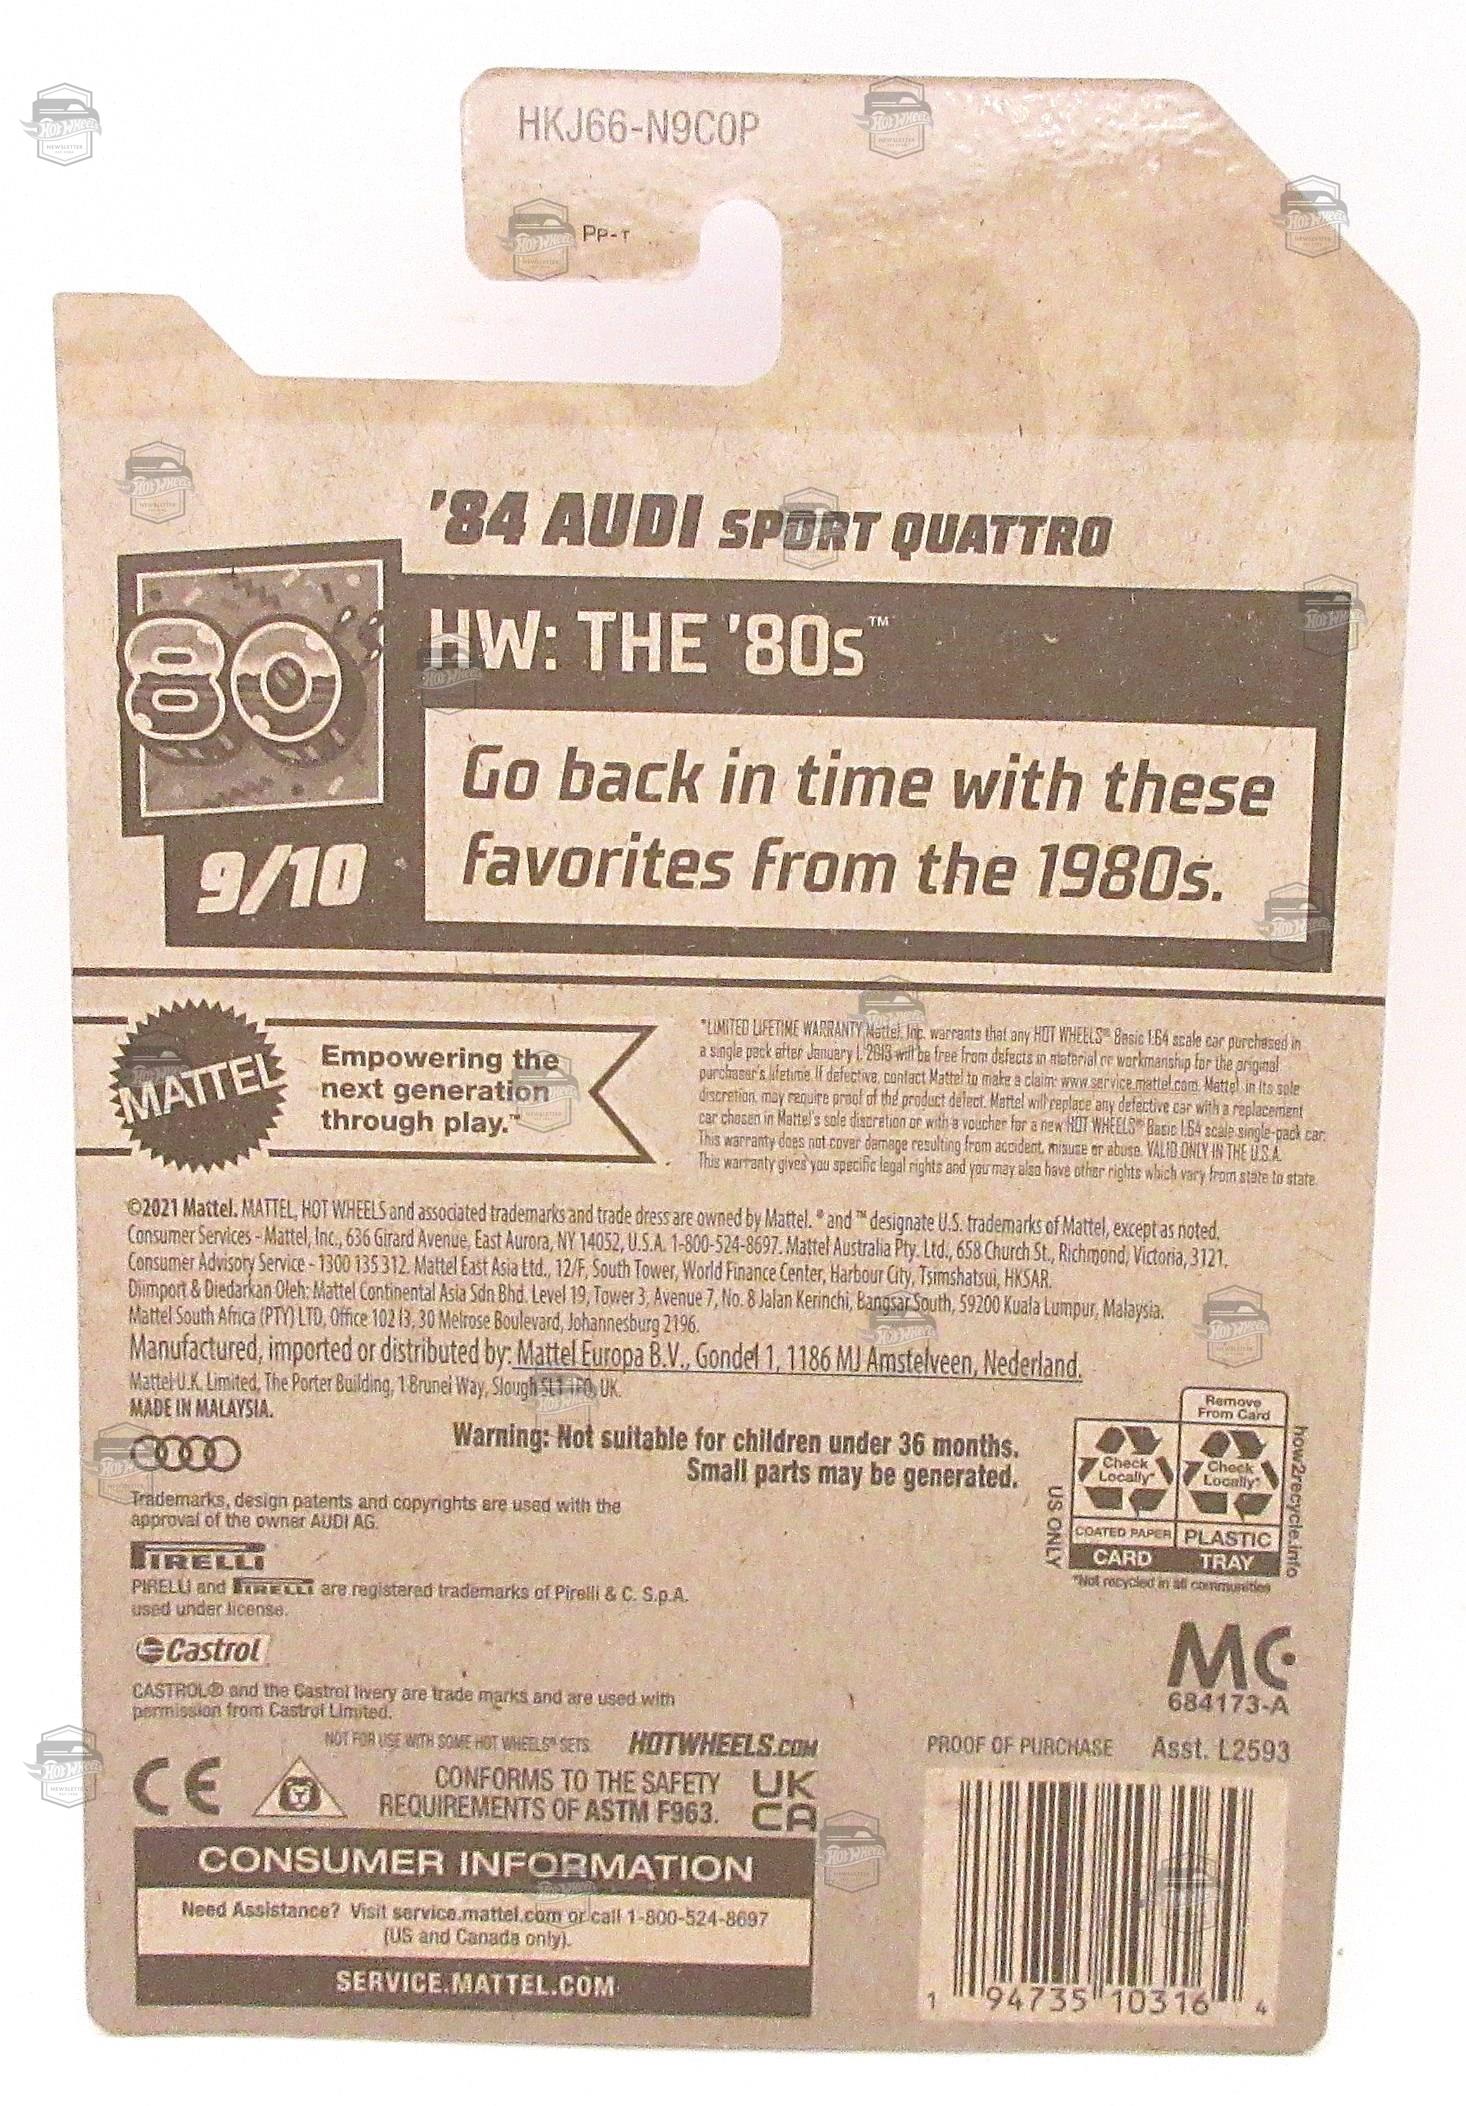 HKJ66-N9C0P
PP-T
'84 AUDI SPORT QUATTRO
80's
HW: THE '80s™
Go back in time with these
favorites from the 1980s.
9/10
MATTEL
Empowering the
next generation
through play.™
*LIMITED LIFETIME WARRANTY Mattel, Inc. warrants that any HOT WHEELS® Basic 1:64 scale car purchased in
a single pack after January 1, 2013 will be free from defects in material or workmanship for the original
purchaser's lifetime. If defective, contact Mattel to make a claim: www.service.mattel.com. Mattel, in its sole
discretion, may require proof of the product defect. Mattel will replace any defective car with a replacement
car chosen in Mattel's sole discretion or with a voucher for a new HOT WHEELS® Basic 1:64 scale single-pack car.
This warranty does not cover damage resulting from accident, misuse or abuse. VALID ONLY IN THE U.S.A.
This warranty gives you specific legal rights and you may also have other rights which vary from state to state.
©2021 Mattel. MATTEL, HOT WHEELS and associated trademarks and trade dress are owned by Mattel. ® and ™ designate U.S. trademarks of Mattel, except as noted.
Consumer Services - Mattel, Inc., 636 Girard Avenue, East Aurora, NY 14052, U.S.A. 1-800-524-8697. Mattel Australia Pty. Ltd., 658 Church St., Richmond, Victoria, 3121.
Consumer Advisory Service - 1300 135 312. Mattel East Asia Ltd., 12/F, South Tower, World Finance Center, Harbour City, Tsimshatsui, HKSAR.
Diimport & Diedarkan Oleh: Mattel Continental Asia Sdn Bhd. Level 19, Tower 3, Avenue 7, No. 8 Jalan Kerinchi, Bangsar South, 59200 Kuala Lumpur, Malaysia.
Mattel South Africa (PTY) LTD, Office 102 I3, 30 Melrose Boulevard, Johannesburg 2196.
Manufactured, imported or distributed by: Mattel Europa B.V., Gondel 1, 1186 MJ Amstelveen, Nederland.
Mattel U.K. Limited, The Porter Building, 1 Brunel Way, Slough SL1 1FQ, UK.
MADE IN MALAYSIA.
Warning: Not suitable for children under 36 months.
Small parts may be generated.
Trademarks, design patents and copyrights are used with the
approval of the owner AUDI AG.
PIRELLI
PIRELLI and PIRELLI are registered trademarks of Pirelli & C. S.p.A.
used under license.
Castrol
CASTROL® and the Castrol livery are trade marks and are used with
permission from Castrol Limited.
Remove
From Card
Check
Locally*
Check
Locally*
COATED PAPER
PLASTIC
CARD
TRAY
US ONLY
how2recycle.info
*Not recycled in all communities
MC
684173-A
NOT FOR USE WITH SOME HOT WHEELS® SETS.
HOTWHEELS.COM
PROOF OF PURCHASE
Asst. L2593
CE
CONFORMS TO THE SAFETY
REQUIREMENTS OF ASTM F963.
UK
CA
CONSUMER INFORMATION
Need Assistance? Visit service.mattel.com or call 1-800-524-8697
(US and Canada only).
SERVICE.MATTEL.COM
1 94735 10316 4
Hot Wheels
NEWSLETTER